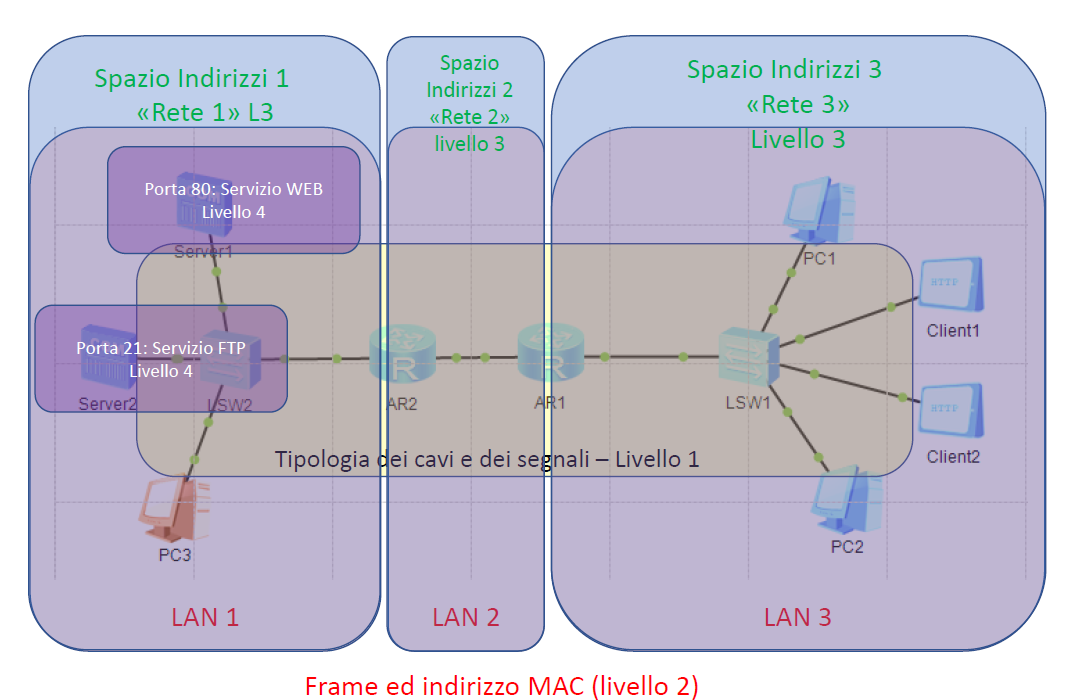 Spazio Indirizzi 1
«Rete 1» L3
Spazio
Indirizzi 2
«Rete 2»
livello 3
Spazio Indirizzi 3
«Rete 3»
Livello 3
Porta 80: Servizio WEB
Livello 4
Server1
PC1
HTTP
Client1
Porta 21: Servizio FTP
Livello 4
Server2
LSW2
R
AR2
R
AR1
LSW1
HTTP
Client2
Tipologia dei cavi e dei segnali – Livello 1
PC3
PC2
LAN 1
LAN 2
LAN 3
Frame ed indirizzo MAC (livello 2)